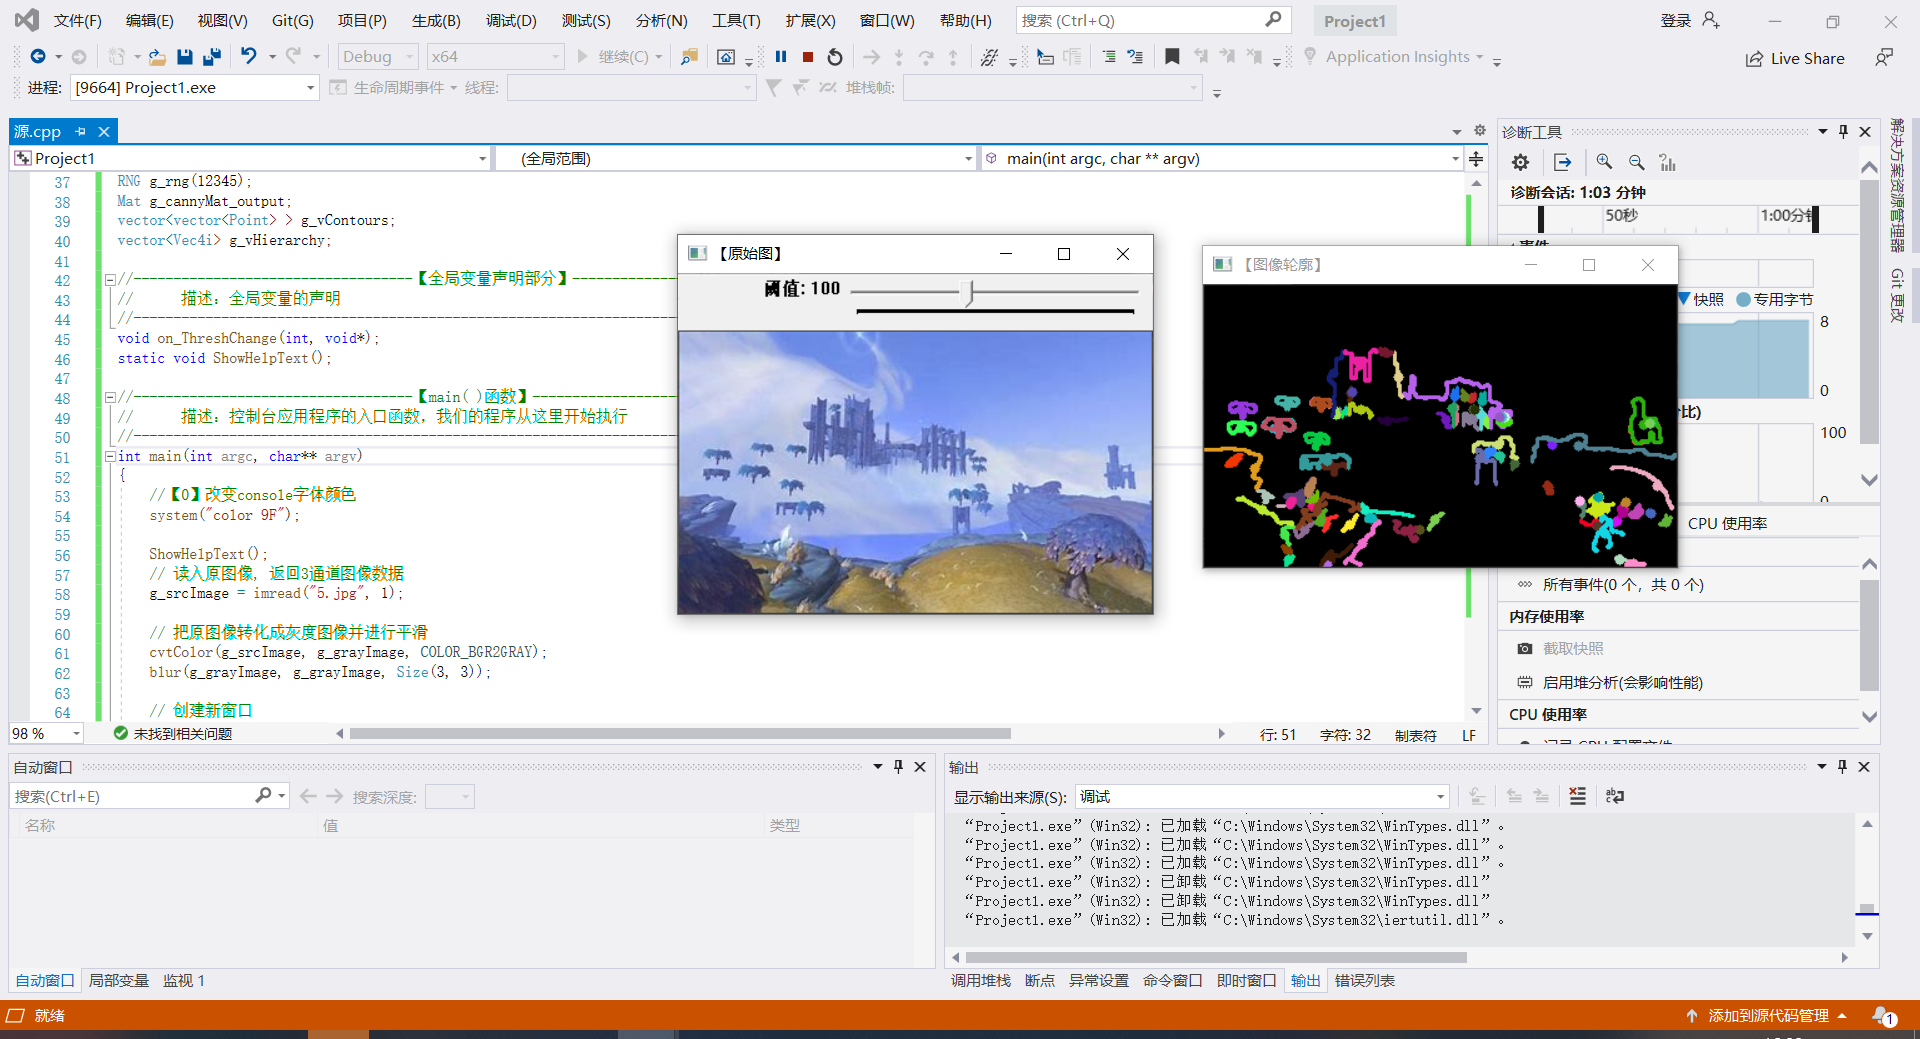 文件(F) 编辑(E) 视图(V) Git(G) 项目(P) 生成(B) 调试(D) 测试(S) 分析(N) 工具(T) 扩展(X) 窗口(W) 帮助(H) 搜索 (Ctrl+Q) Project1 登录
Debug x64 继续(C) Application Insights Live Share
进程: [9664] Project1.exe 生命周期事件 线程: 堆栈帧:
源.cpp
Project1 (全局范围) main(int argc, char ** argv)
37 RNG g_rng(12345);
38 Mat g_cannyMat_output;
39 vector<vector<Point> > g_vContours;
40 vector<Vec4i> g_vHierarchy;
41
42 //-----------------------------------【全局变量声明部分】--------------
43 // 描述: 全局变量的声明
44 //----------------------------------------------------------------------
45 void on_ThreshChange(int, void*);
46 static void ShowHelpText();
47
48 //-----------------------------------【main( )函数】-------------------
49 // 描述: 控制台应用程序的入口函数, 我们的程序从这里开始执行
50 //----------------------------------------------------------------------
51 int main(int argc, char** argv)
52 {
53 //【0】改变console字体颜色
54 system("color 9F");
55
56 ShowHelpText();
57 // 读入原图像, 返回3通道图像数据
58 g_srcImage = imread("5.jpg", 1);
59
60 // 把原图像转化成灰度图像并进行平滑
61 cvtColor(g_srcImage, g_grayImage, COLOR_BGR2GRAY);
62 blur(g_grayImage, g_grayImage, Size(3, 3));
63
64 // 创建新窗口
98 % 未找到相关问题 行: 51 字符: 32 制表符 LF
【原始图】
阈值: 100
【图像轮廓】
诊断工具
诊断会话: 1:03 分钟
50秒 1:00分钟
事件
快照 专用字节
8
0
比)
100
0
CPU 使用率
所有事件(0 个, 共 0 个)
内存使用率
截取快照
启用堆分析(会影响性能)
CPU 使用率
记录 CPU 配置文件
解决方案资源管理器
Git 更改
自动窗口
搜索(Ctrl+E) 搜索深度:
名称 值 类型
自动窗口 局部变量 监视 1
输出
显示输出来源(S): 调试
“Project1.exe” (Win32): 已加载 “C:\Windows\System32\WinTypes.dll”。
“Project1.exe” (Win32): 已加载 “C:\Windows\System32\WinTypes.dll”。
“Project1.exe” (Win32): 已加载 “C:\Windows\System32\WinTypes.dll”。
“Project1.exe” (Win32): 已卸载 “C:\Windows\System32\WinTypes.dll”
“Project1.exe” (Win32): 已卸载 “C:\Windows\System32\WinTypes.dll”
“Project1.exe” (Win32): 已加载 “C:\Windows\System32\iertutil.dll”。
调用堆栈 断点 异常设置 命令窗口 即时窗口 输出 错误列表
就绪 添加到源代码管理 1